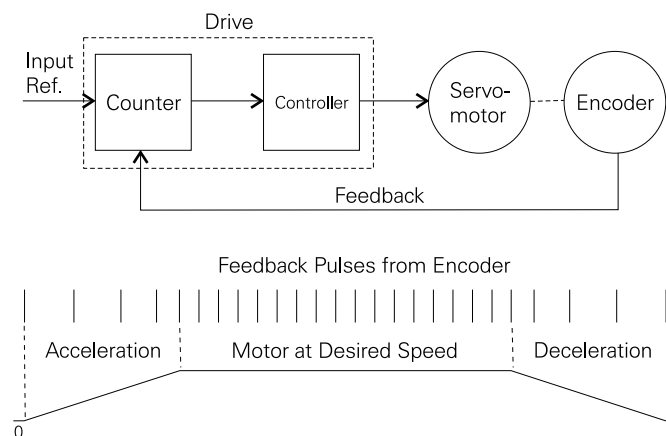 Drive
Input
Ref.
Counter
Controller
Servo-
motor
Encoder
Feedback
Feedback Pulses from Encoder
Acceleration
Motor at Desired Speed
Deceleration
0